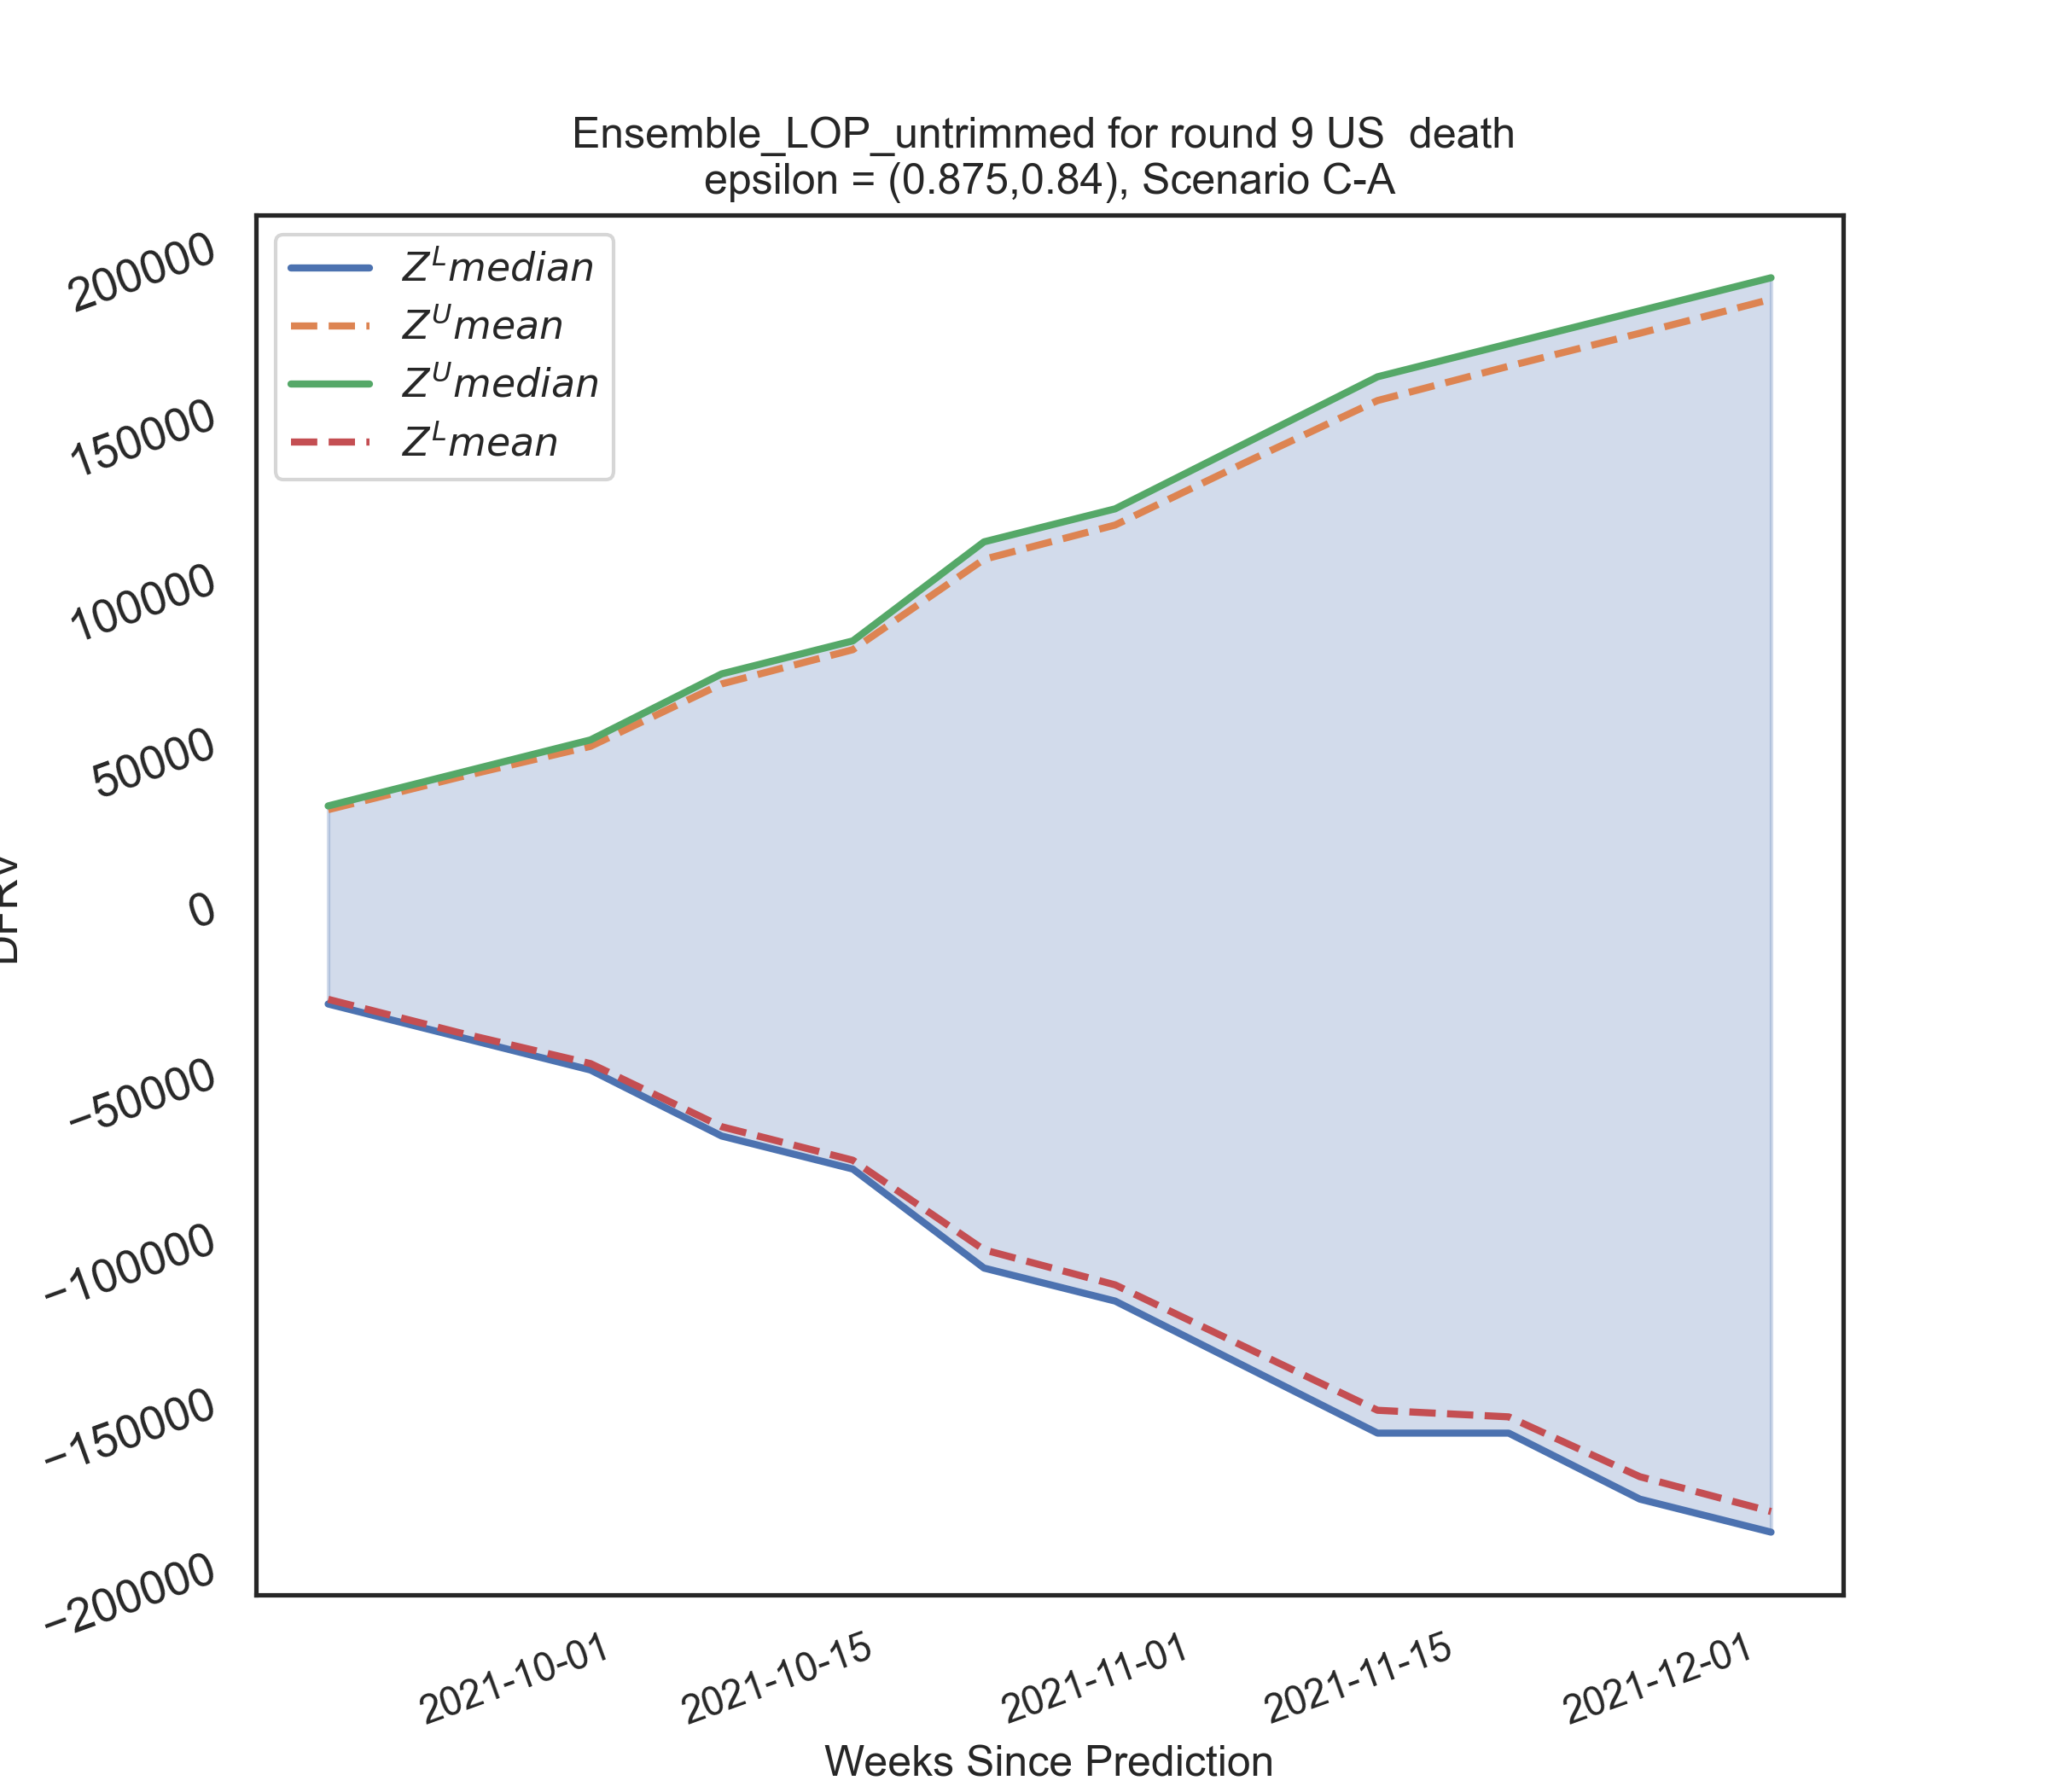 Ensemble_LOP_untrimmed for round 9 US  death
epsilon = (0.875,0.84), Scenario C-A
Z^L median
Z^U mean
Z^U median
Z^L mean
200000
150000
100000
50000
0
−50000
−100000
−150000
−200000
2021-10-01
2021-10-15
2021-11-01
2021-11-15
2021-12-01
Weeks Since Prediction